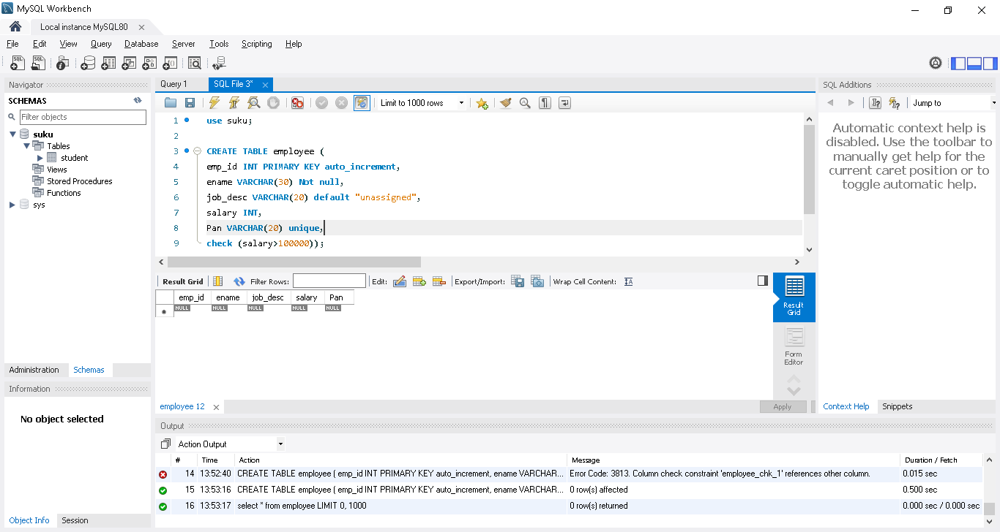 MySQL Workbench
Local instance MySQL80
File Edit View Query Database Server Tools Scripting Help
Navigator
SCHEMAS
Filter objects
suku
Tables
student
Views
Stored Procedures
Functions
sys
Administration Schemas
Information
No object selected
Object Info Session
Query 1 SQL File 3*
Limit to 1000 rows
1 use suku;
2
3 CREATE TABLE employee (
4 emp_id INT PRIMARY KEY auto_increment,
5 ename VARCHAR(30) Not null,
6 job_desc VARCHAR(20) default "unassigned",
7 salary INT,
8 Pan VARCHAR(20) unique,
9 check (salary>100000));
Result Grid Filter Rows: Edit: Export/Import: Wrap Cell Content:
emp_id ename job_desc salary Pan
NULL NULL NULL NULL NULL
Result Grid
Form Editor
employee 12
Apply
SQL Additions
Jump to
Automatic context help is
disabled. Use the toolbar to
manually get help for the
current caret position or to
toggle automatic help.
Context Help Snippets
Output
Action Output
# Time Action Message Duration / Fetch
14 13:52:40 CREATE TABLE employee ( emp_id INT PRIMARY KEY auto_increment, ename VARCHAR... Error Code: 3813. Column check constraint 'employee_chk_1' references other column. 0.015 sec
15 13:53:16 CREATE TABLE employee ( emp_id INT PRIMARY KEY auto_increment, ename VARCHAR... 0 row(s) affected 0.500 sec
16 13:53:17 select * from employee LIMIT 0, 1000 0 row(s) returned 0.000 sec / 0.000 sec